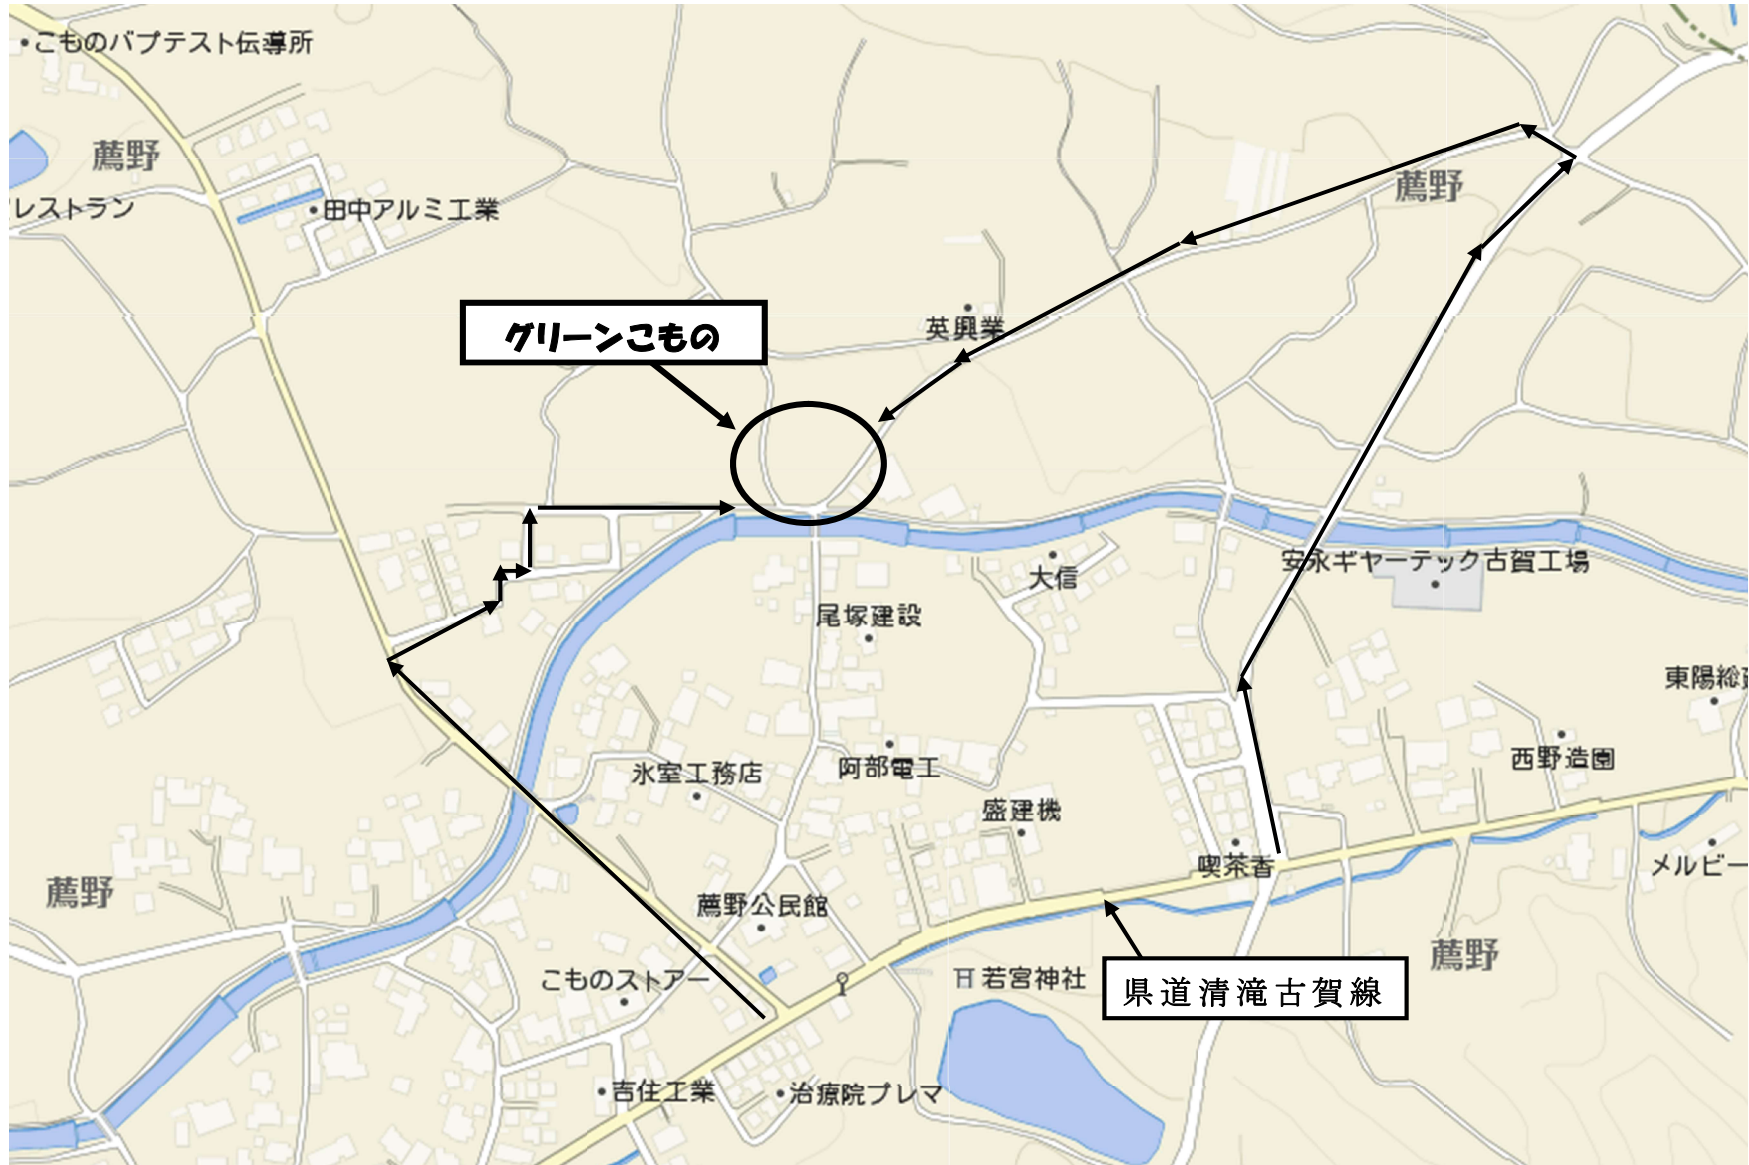 こものバプテスト伝導所
薦野
レストラン
田中アルミ工業
薦野
グリーンこもの
英興業
安永ギヤーテック古賀工場
大信
尾塚建設
東陽総
西野造園
氷室工務店
阿部電工
盛建機
喫茶香
メルビー
薦野
薦野公民館
薦野
こものストアー
若宮神社
県道清滝古賀線
吉住工業
治療院プレマ